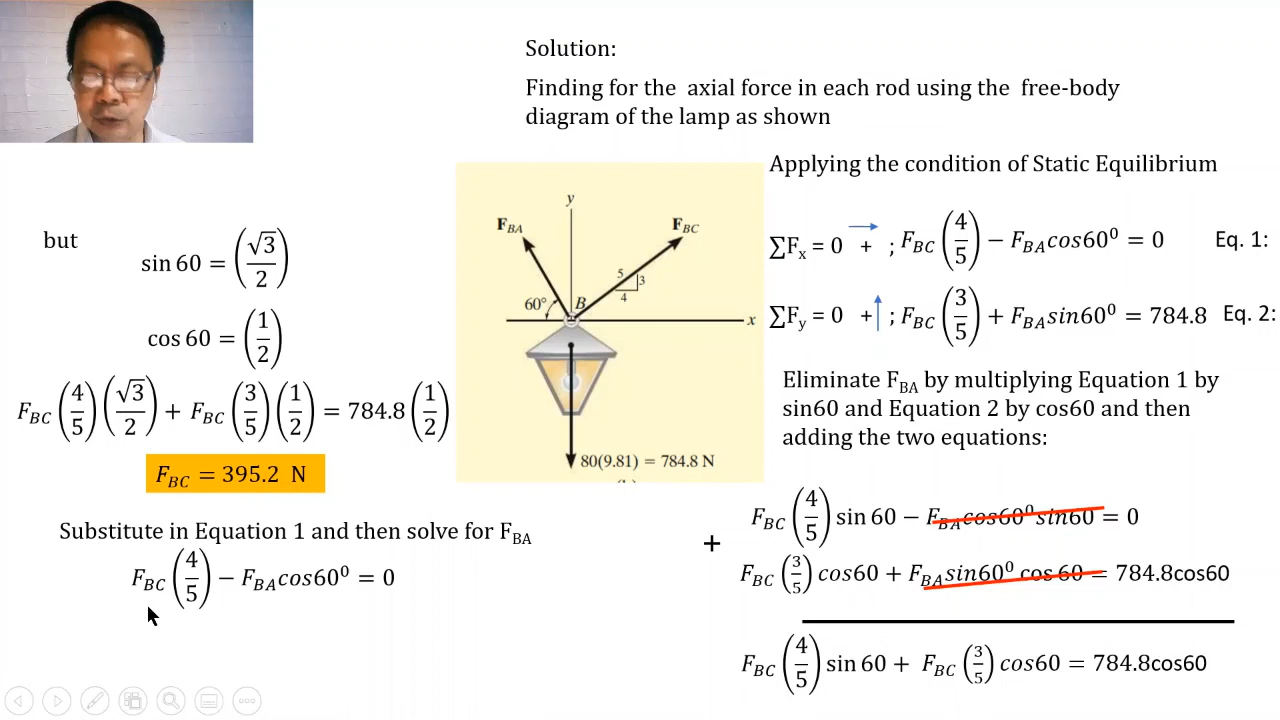 Solution:
Finding for the axial force in each rod using the free-body
diagram of the lamp as shown
Applying the condition of Static Equilibrium
∑Fx = 0 → + ; F_BC (4/5) − F_BA cos60⁰ = 0 Eq. 1:
∑Fy = 0 +↑ ; F_BC (3/5) + F_BA sin60⁰ = 784.8 Eq. 2:
Eliminate F_BA by multiplying Equation 1 by
sin60 and Equation 2 by cos60 and then
adding the two equations:
F_BC (4/5) sin 60 − F_BA cos60⁰ sin60 = 0
+
F_BC (3/5) cos60 + F_BA sin60⁰ cos 60 = 784.8cos60
F_BC (4/5) sin 60 + F_BC (3/5) cos60 = 784.8cos60
y
F_BA
F_BC
5
3
4
60°
B
x
80(9.81) = 784.8 N
but
sin 60 = (√3/2)
cos 60 = (1/2)
F_BC (4/5) (√3/2) + F_BC (3/5) (1/2) = 784.8 (1/2)
F_BC = 395.2 N
Substitute in Equation 1 and then solve for F_BA
F_BC (4/5) − F_BA cos60⁰ = 0